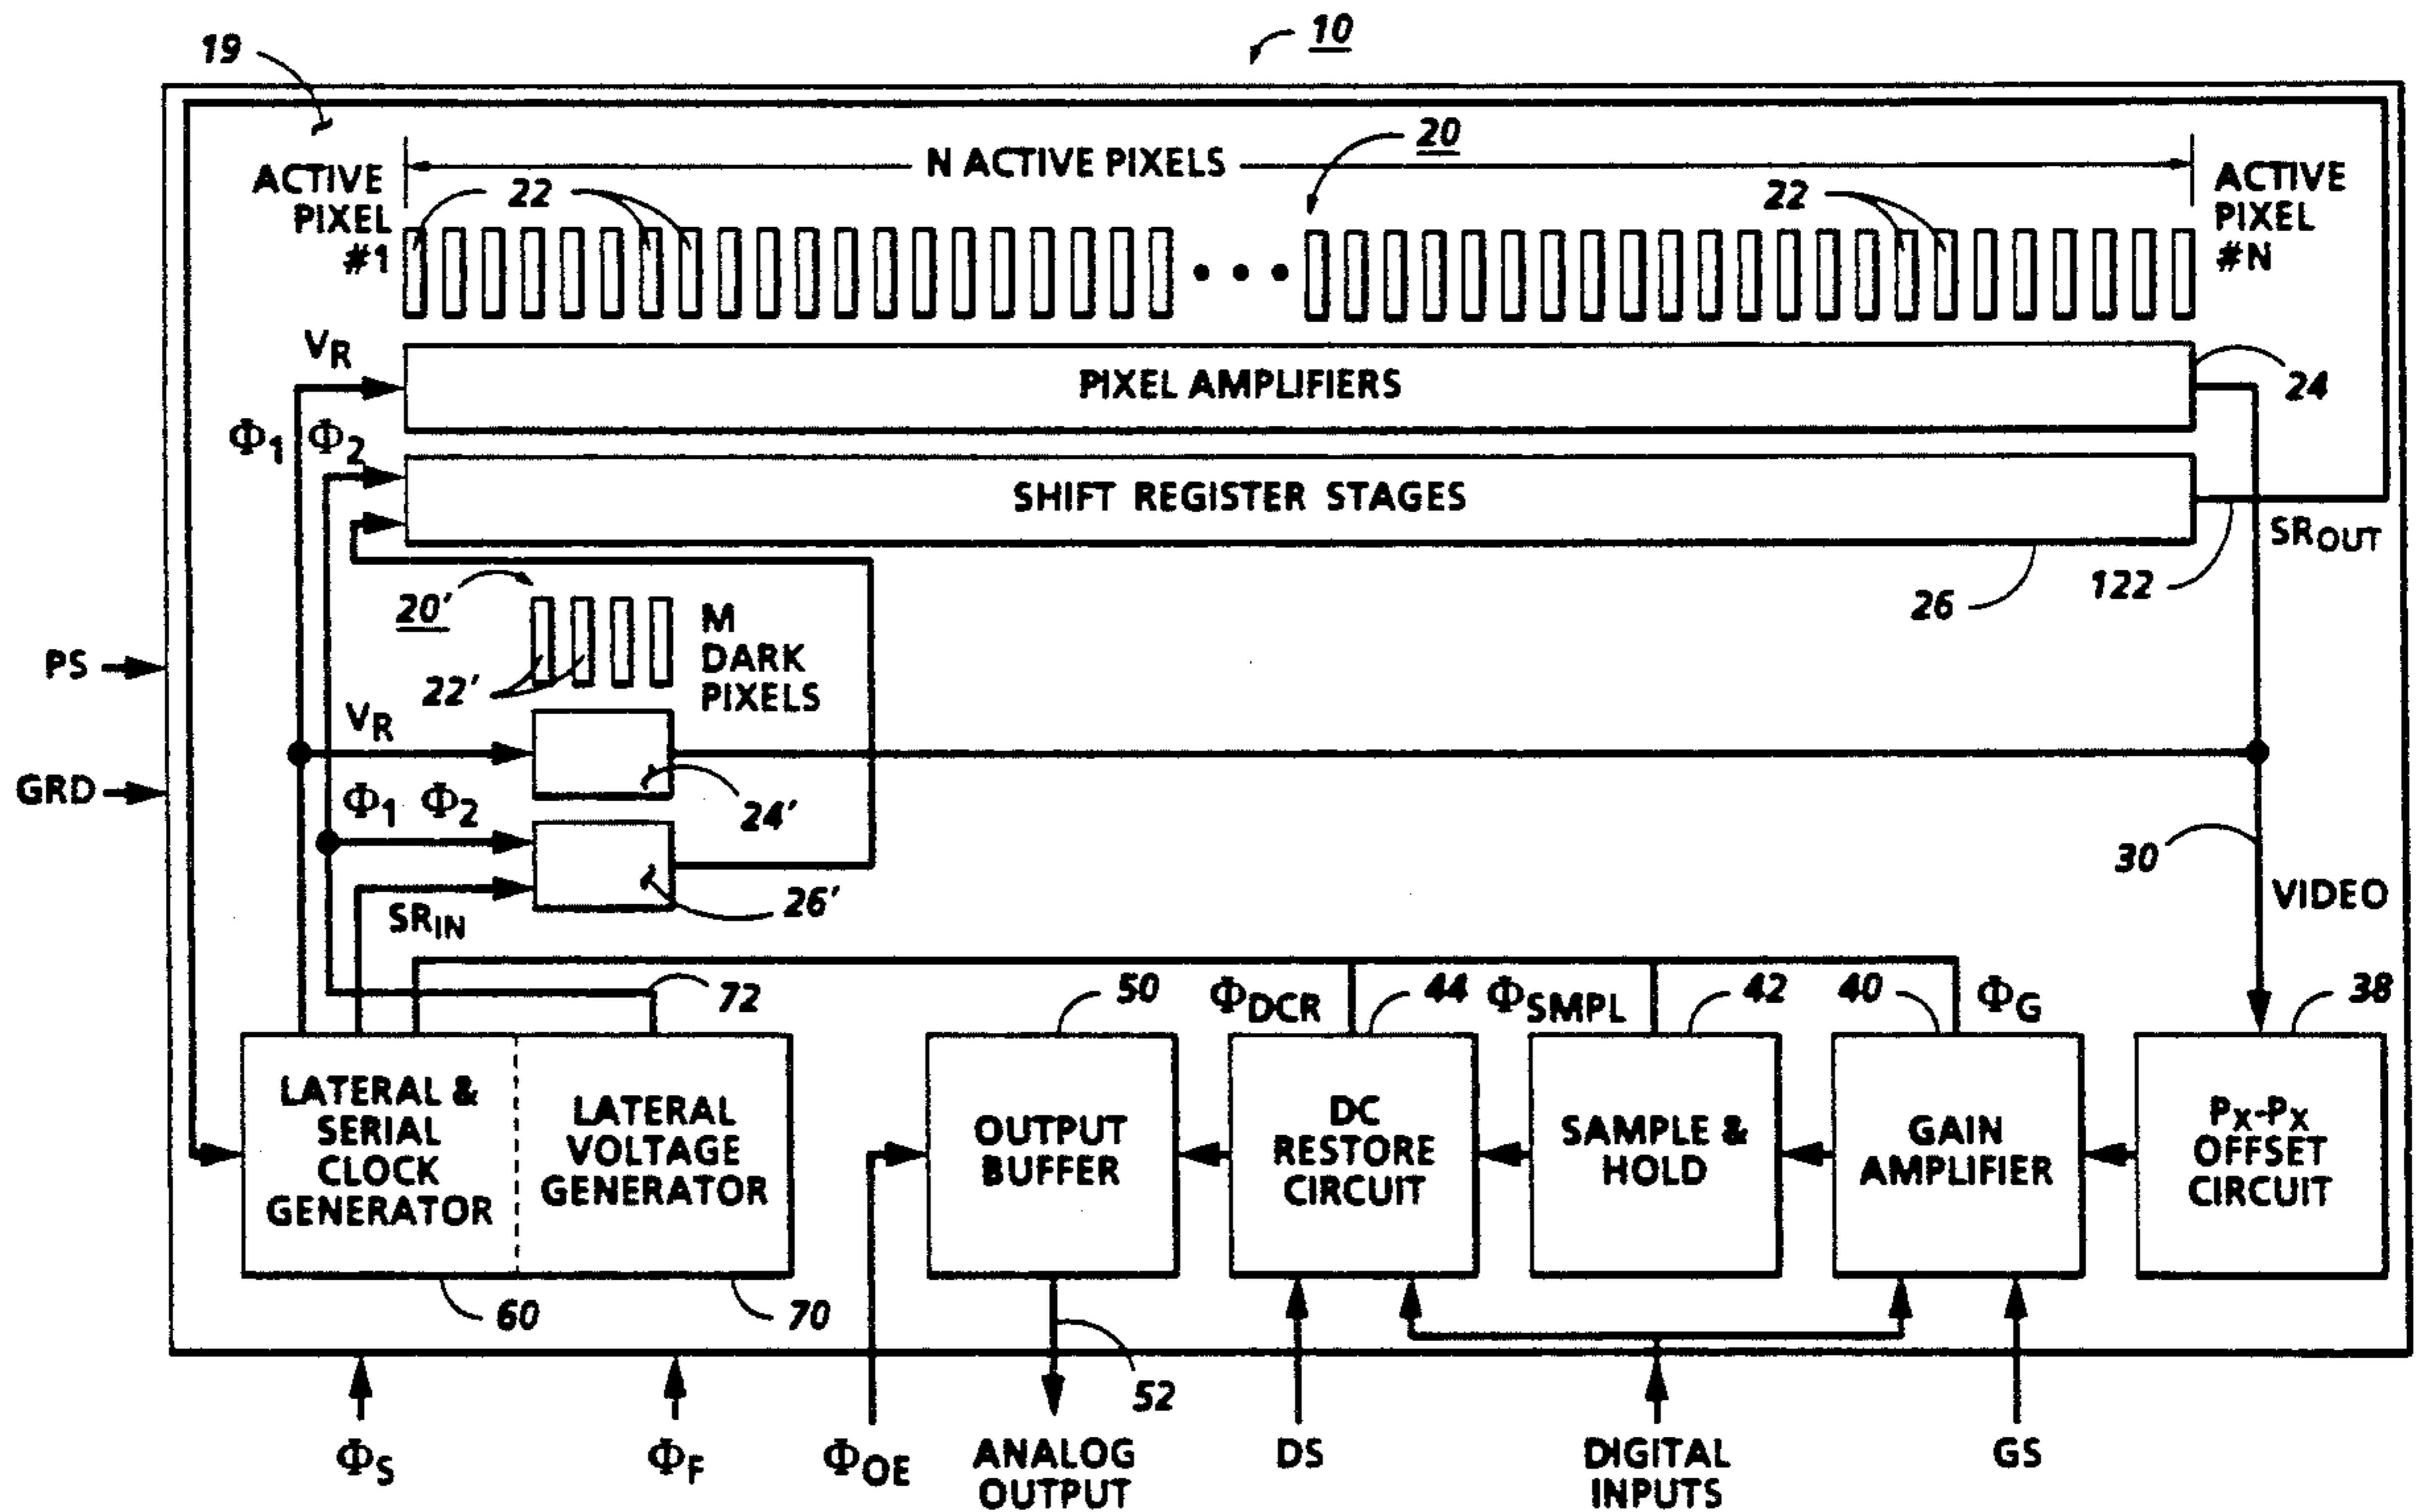 10
19
20
N ACTIVE PIXELS
ACTIVE
PIXEL
#1
22
22
ACTIVE
PIXEL
#N
VR
PIXEL AMPLIFIERS
24
Φ1 Φ2
SHIFT REGISTER STAGES
SROUT
122
26
20'
M
DARK
PIXELS
22'
PS
VR
GRD
24'
Φ1 Φ2
30
26'
VIDEO
SRIN
72
50
ΦDCR
44
ΦSMPL
42
40
ΦG
38
LATERAL &
SERIAL
CLOCK
GENERATOR
LATERAL
VOLTAGE
GENERATOR
OUTPUT
BUFFER
DC
RESTORE
CIRCUIT
SAMPLE &
HOLD
GAIN
AMPLIFIER
PX-PX
OFFSET
CIRCUIT
60
70
52
ΦS
ΦF
ΦOE
ANALOG
OUTPUT
DS
DIGITAL
INPUTS
GS